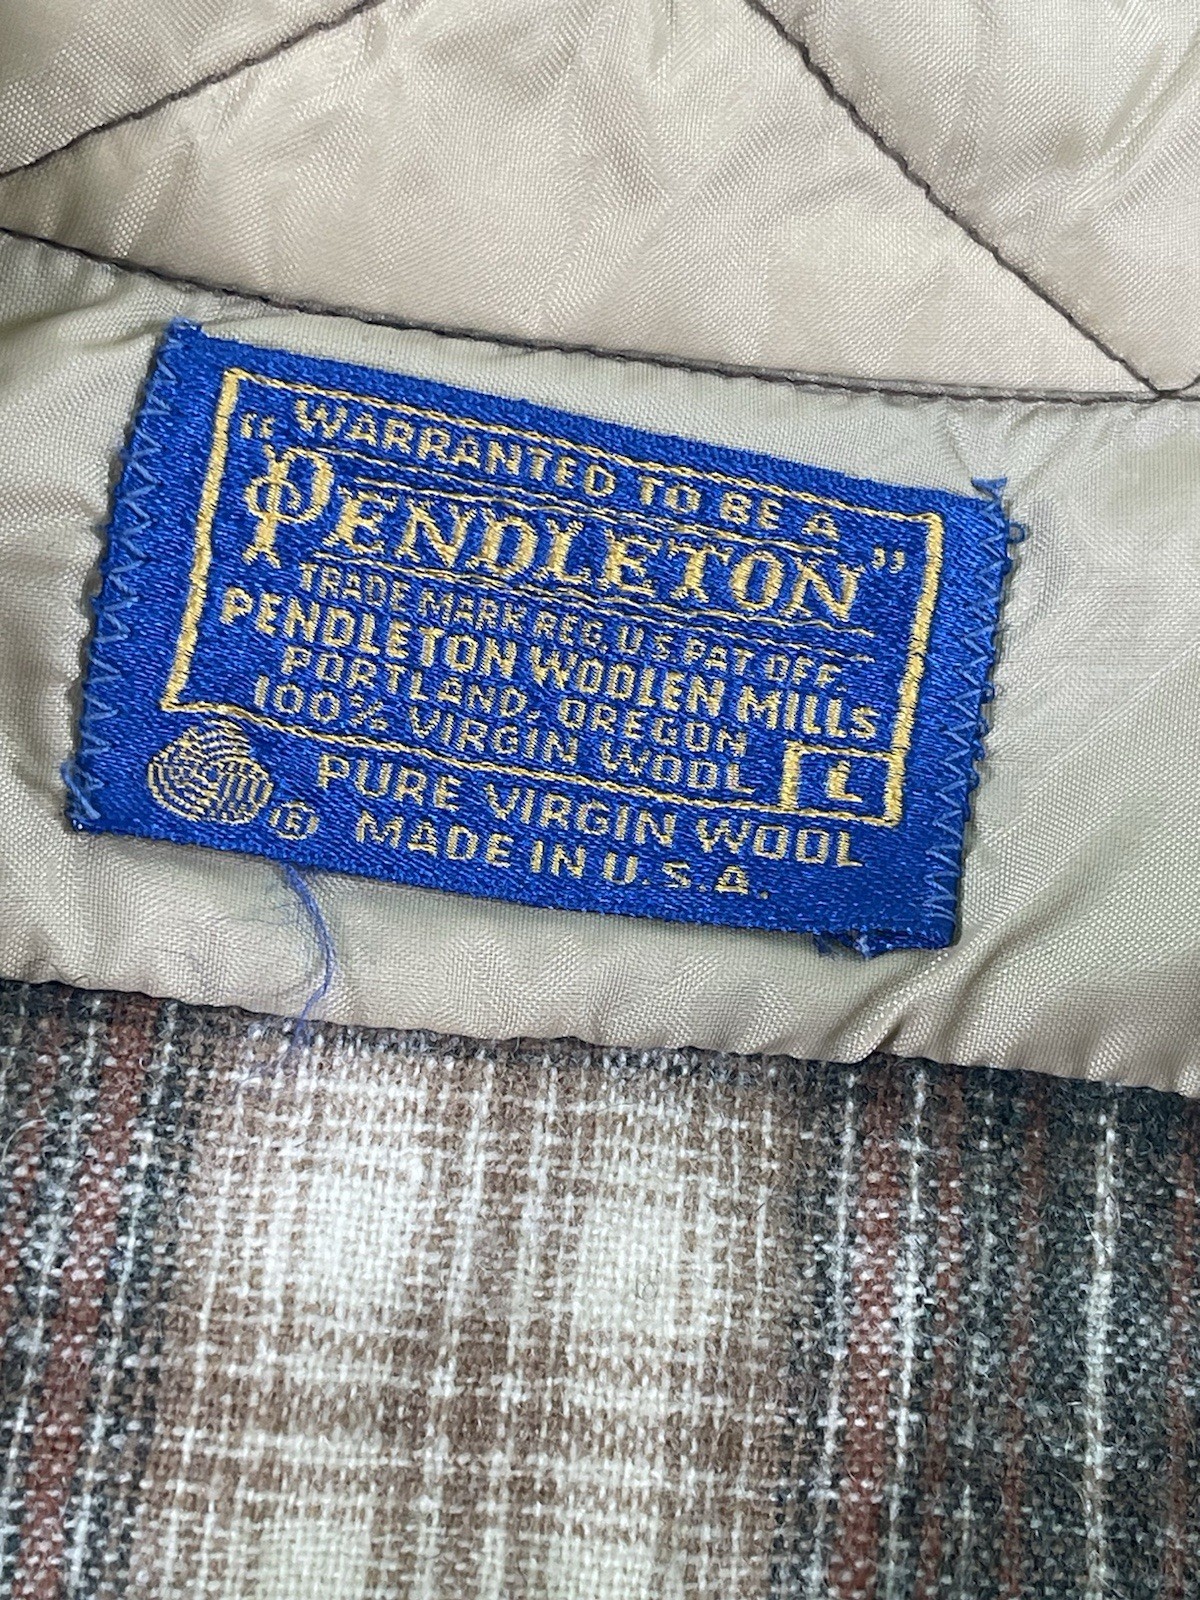 "WARRANTED TO BE A
PENDLETON"
TRADE MARK REG. U.S. PAT. OFF.
PENDLETON WOOLEN MILLS
PORTLAND, OREGON
100% VIRGIN WOOL L
PURE VIRGIN WOOL
MADE IN U.S.A.